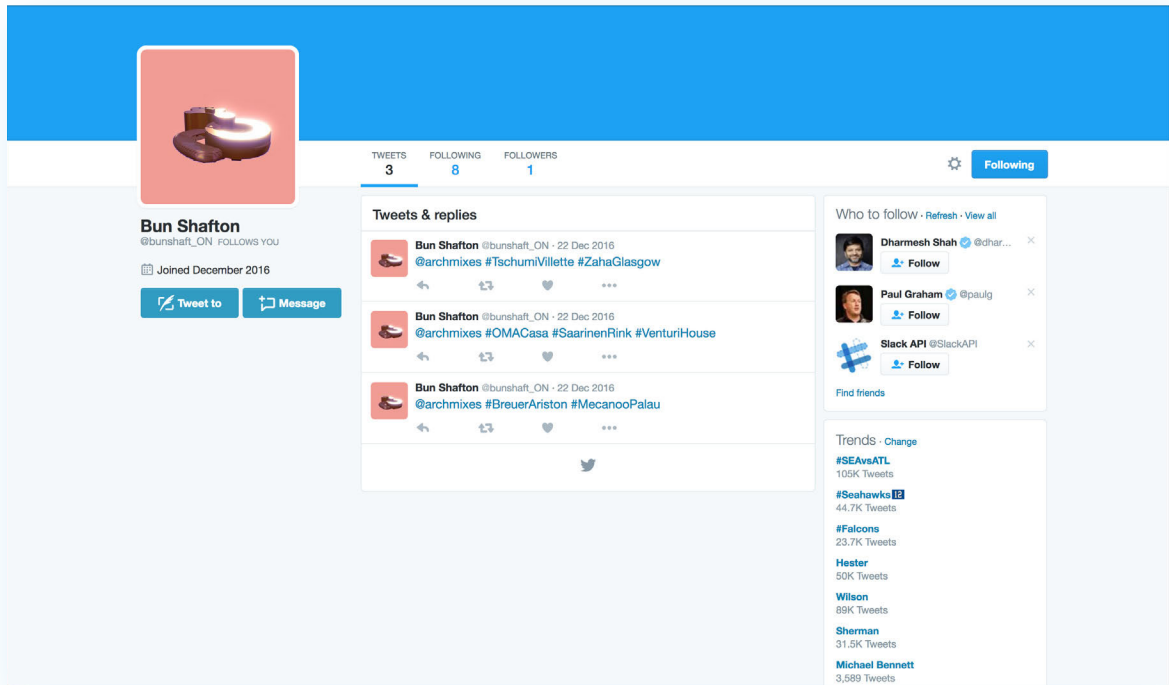 TWEETS
3
FOLLOWING
8
FOLLOWERS
1
Following
Bun Shafton
@bunshaft_ON FOLLOWS YOU
Joined December 2016
Tweet to
Message
Tweets & replies
Bun Shafton @bunshaft_ON · 22 Dec 2016
@archmixes #TschumiVillette #ZahaGlasgow
Bun Shafton @bunshaft_ON · 22 Dec 2016
@archmixes #OMACasa #SaarinenRink #VenturiHouse
Bun Shafton @bunshaft_ON · 22 Dec 2016
@archmixes #BreuerAriston #MecanooPalau
Who to follow · Refresh · View all
Dharmesh Shah @dhar...
Follow
Paul Graham @paulg
Follow
Slack API @SlackAPI
Follow
Find friends
Trends · Change
#SEAvsATL
105K Tweets
#Seahawks 12
44.7K Tweets
#Falcons
23.7K Tweets
Hester
50K Tweets
Wilson
89K Tweets
Sherman
31.5K Tweets
Michael Bennett
3,589 Tweets